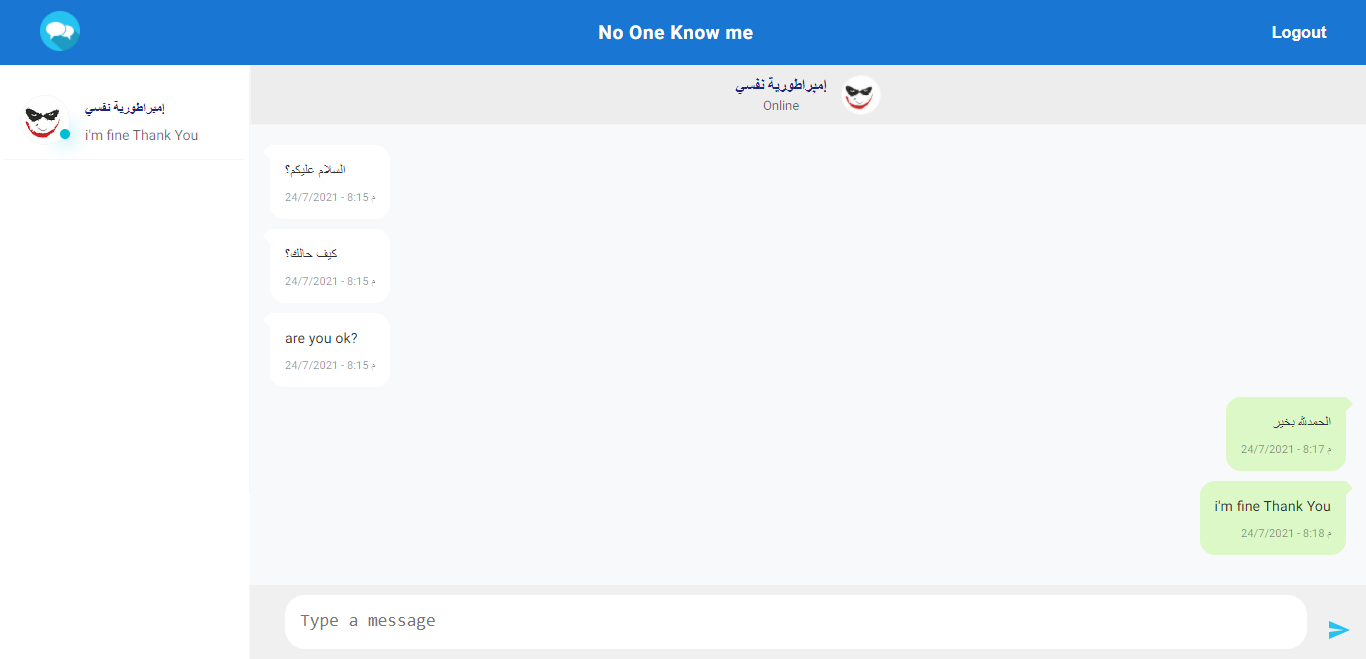 No One Know me
Logout
إمبراطورية نفسي
i'm fine Thank You
إمبراطورية نفسي
Online
السلام عليكم؟
24/7/2021 - 8:15 م
كيف حالك؟
24/7/2021 - 8:15 م
are you ok?
24/7/2021 - 8:15 م
الحمدلله بخير
24/7/2021 - 8:17 م
i'm fine Thank You
24/7/2021 - 8:18 م
Type a message